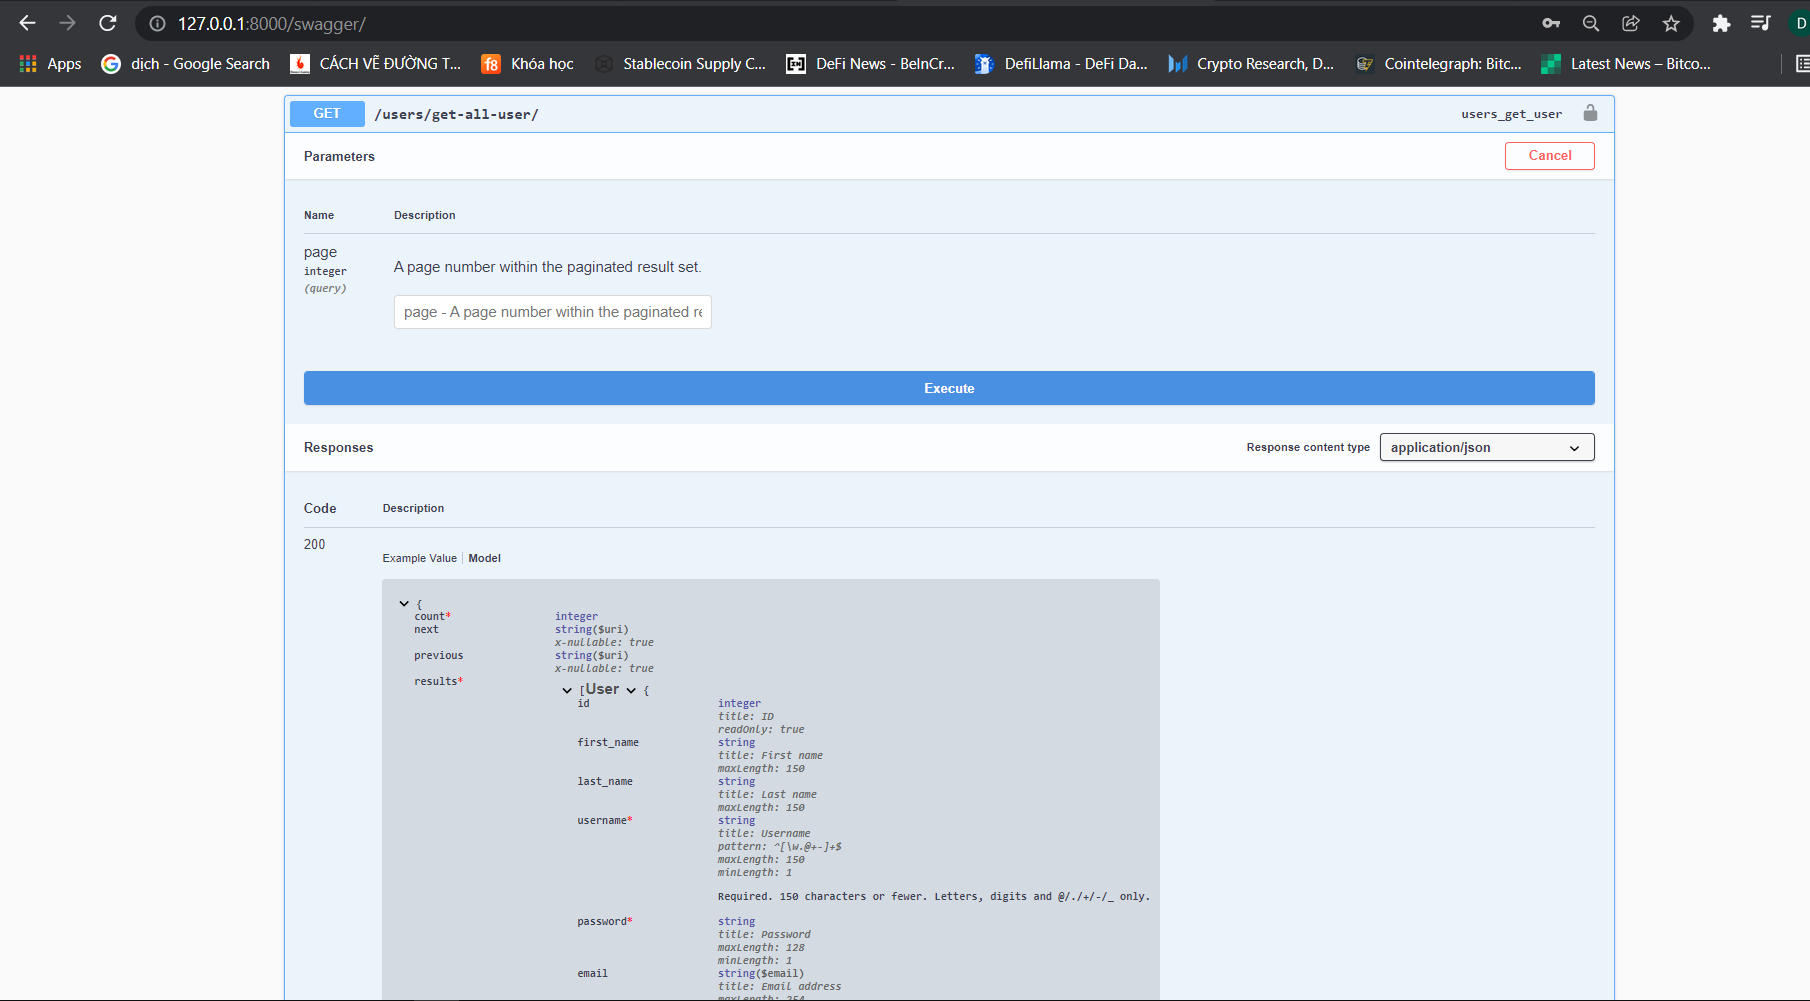 127.0.0.1:8000/swagger/
D
Apps
dịch - Google Search
CÁCH VẼ ĐƯỜNG T...
f8 Khóa học
Stablecoin Supply C...
DeFi News - BeInCr...
DefiLlama - DeFi Da...
Crypto Research, D...
Cointelegraph: Bitc...
Latest News – Bitco...
GET /users/get-all-user/ users_get_user
Parameters Cancel
Name Description
page
integer
(query)
A page number within the paginated result set.
page - A page number within the paginated re
Execute
Responses Response content type application/json
Code Description
200
Example Value Model
{
count* integer
next string($uri)
x-nullable: true
previous string($uri)
x-nullable: true
results*
[User {
id integer
title: ID
readOnly: true
first_name string
title: First name
maxLength: 150
last_name string
title: Last name
maxLength: 150
username* string
title: Username
pattern: ^[\w.@+-]+$
maxLength: 150
minLength: 1
Required. 150 characters or fewer. Letters, digits and @/./+/-/_ only.
password* string
title: Password
maxLength: 128
minLength: 1
email string($email)
title: Email address
maxLength: 254